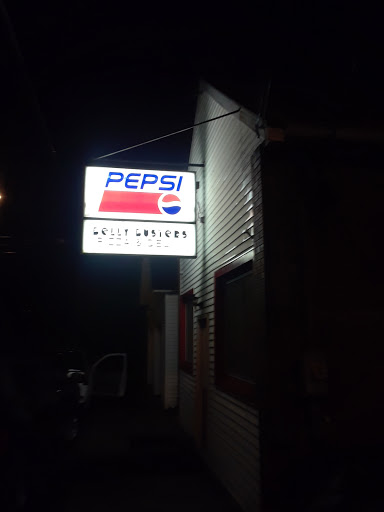 PEPSI
BELLY BUSTERS
PIZZA & DELI